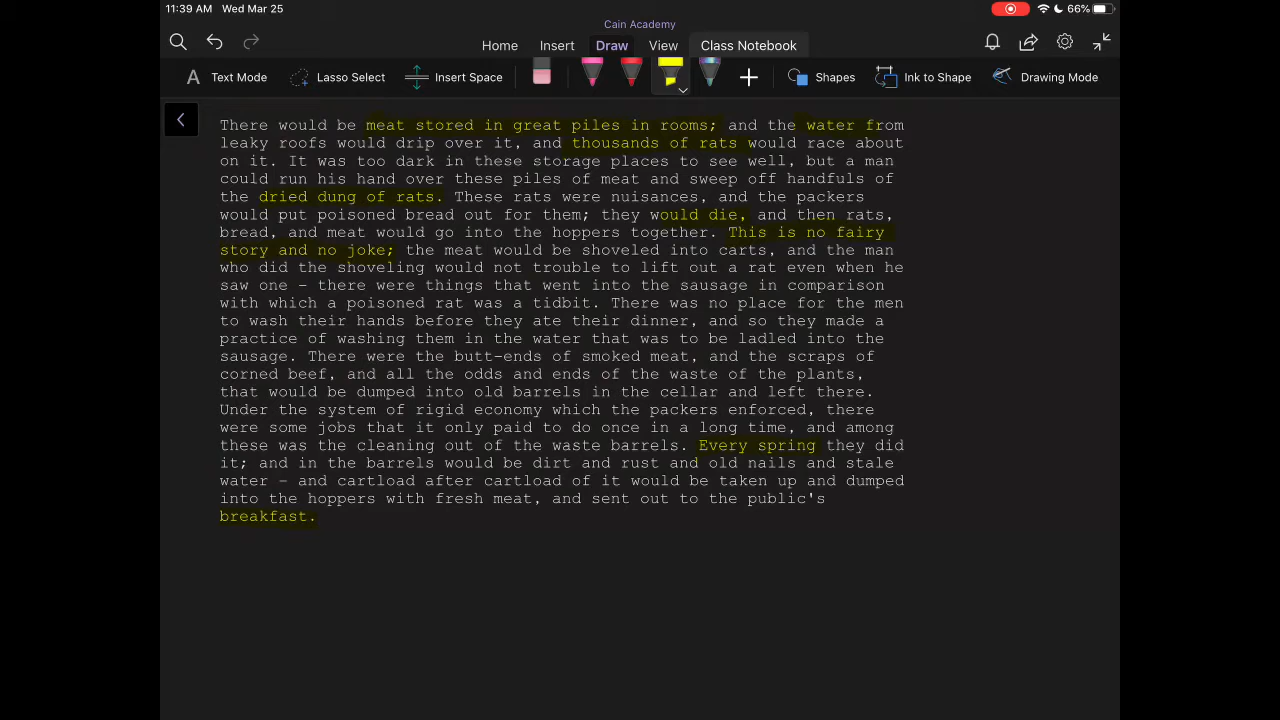 11:39 AM Wed Mar 25
66%
Cain Academy
Home Insert Draw View Class Notebook
A Text Mode Lasso Select Insert Space Shapes Ink to Shape Drawing Mode
There would be meat stored in great piles in rooms; and the water from
leaky roofs would drip over it, and thousands of rats would race about
on it. It was too dark in these storage places to see well, but a man
could run his hand over these piles of meat and sweep off handfuls of
the dried dung of rats. These rats were nuisances, and the packers
would put poisoned bread out for them; they would die, and then rats,
bread, and meat would go into the hoppers together. This is no fairy
story and no joke; the meat would be shoveled into carts, and the man
who did the shoveling would not trouble to lift out a rat even when he
saw one – there were things that went into the sausage in comparison
with which a poisoned rat was a tidbit. There was no place for the men
to wash their hands before they ate their dinner, and so they made a
practice of washing them in the water that was to be ladled into the
sausage. There were the butt-ends of smoked meat, and the scraps of
corned beef, and all the odds and ends of the waste of the plants,
that would be dumped into old barrels in the cellar and left there.
Under the system of rigid economy which the packers enforced, there
were some jobs that it only paid to do once in a long time, and among
these was the cleaning out of the waste barrels. Every spring they did
it; and in the barrels would be dirt and rust and old nails and stale
water – and cartload after cartload of it would be taken up and dumped
into the hoppers with fresh meat, and sent out to the public's
breakfast.